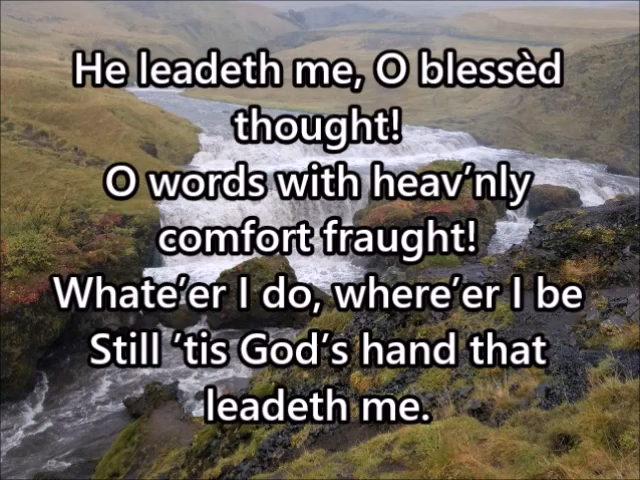 He leadeth me, O blessèd
thought!
O words with heav’nly
comfort fraught!
Whate’er I do, where’er I be
Still ’tis God’s hand that
leadeth me.